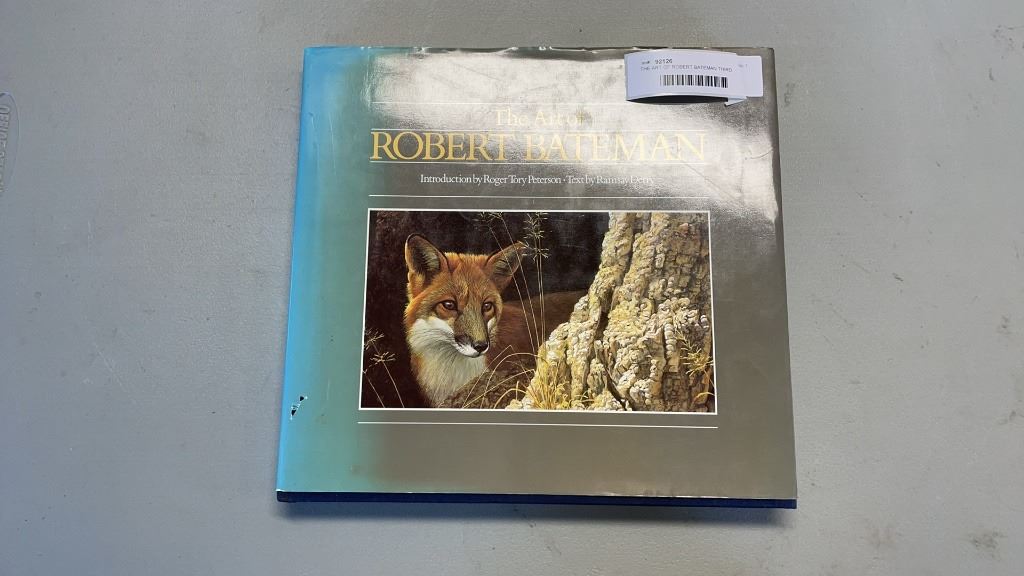 92126
THE ART OF ROBERT BATEMAN THIRD
The Art of
ROBERT BATEMAN
Introduction by Roger Tory Peterson · Text by Ramsay Derry